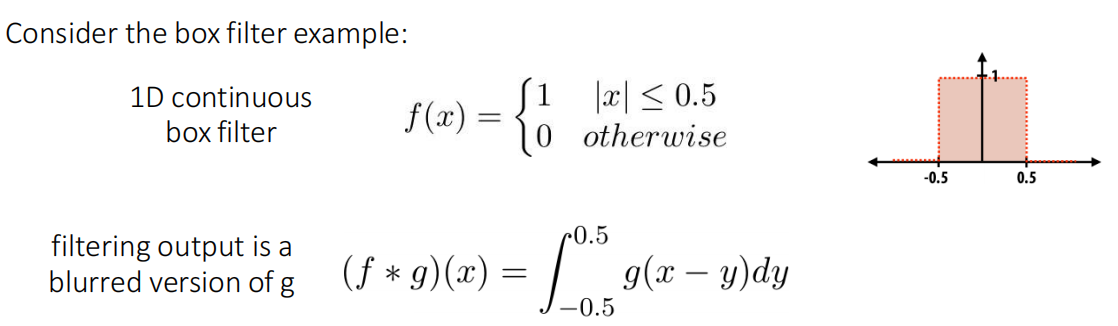 Consider the box filter example:
1D continuous
box filter
f(x) = { 1 |x| ≤ 0.5
0 otherwise
1
-0.5 0.5
filtering output is a
blurred version of g
(f * g)(x) = ∫_{-0.5}^{0.5} g(x − y)dy